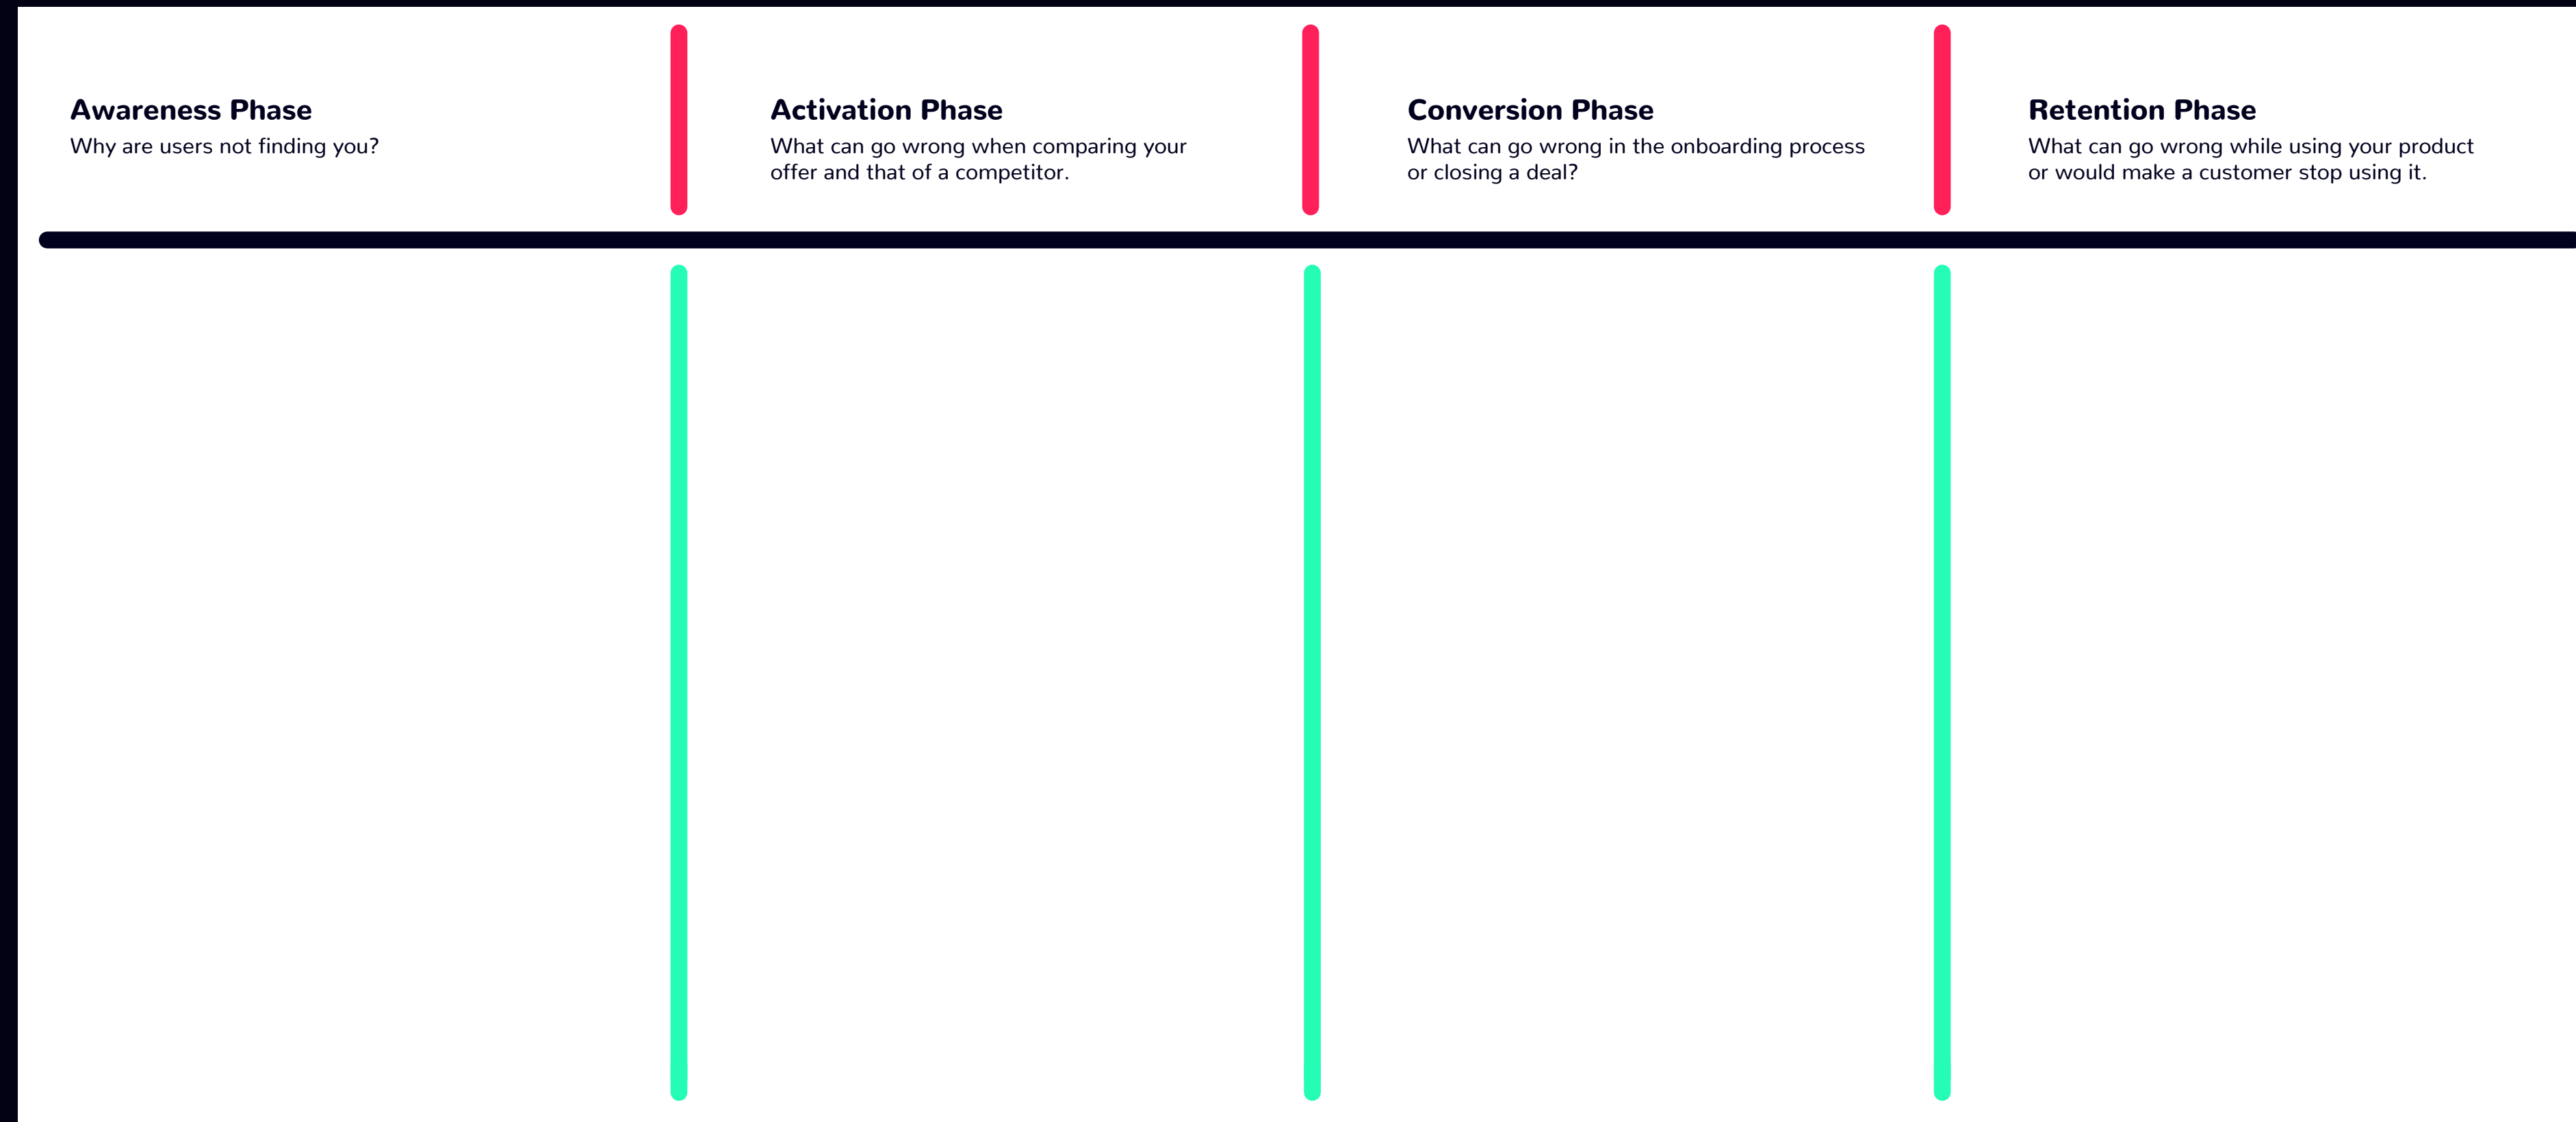 Awareness Phase
Why are users not finding you?
Activation Phase
What can go wrong when comparing your
offer and that of a competitor.
Conversion Phase
What can go wrong in the onboarding process
or closing a deal?
Retention Phase
What can go wrong while using your product
or would make a customer stop using it.